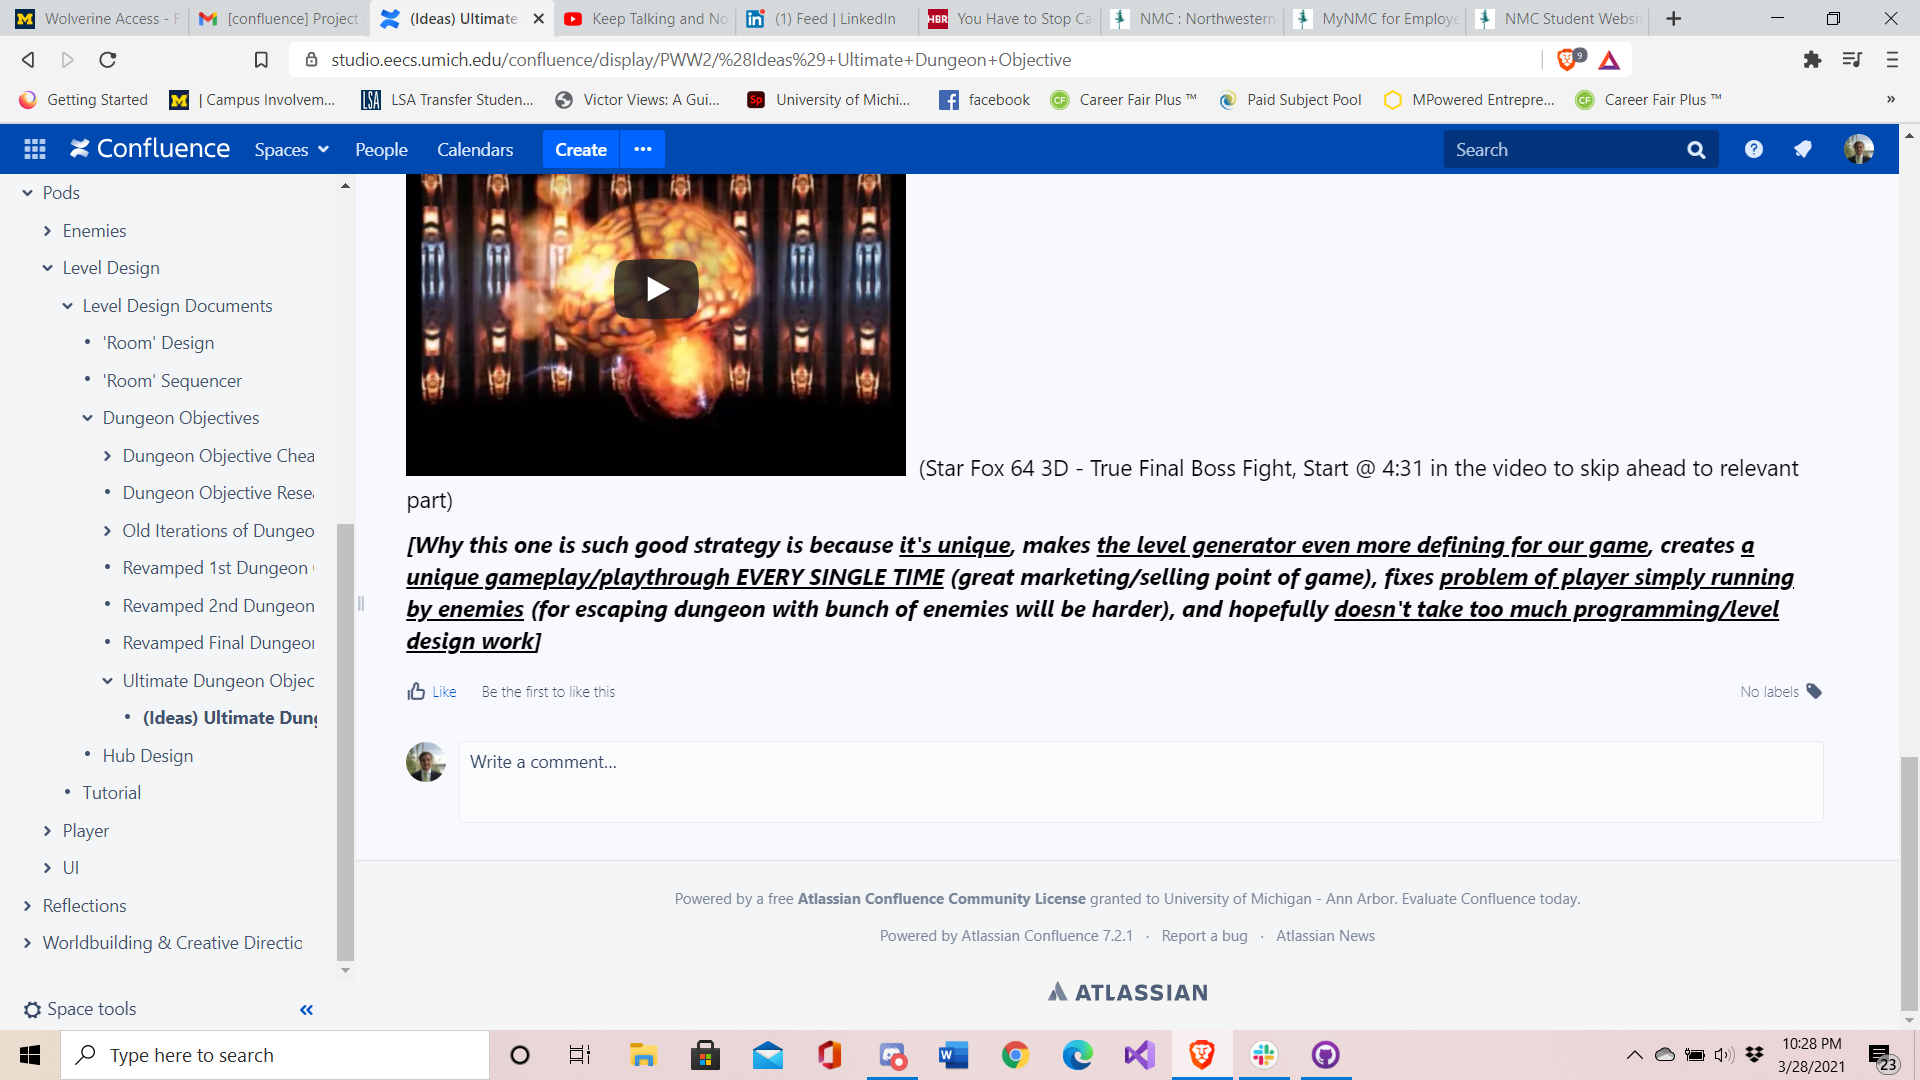 Wolverine Access - F
[confluence] Project
(Ideas) Ultimate
Keep Talking and No
(1) Feed | LinkedIn
HBR You Have to Stop Ca
NMC : Northwestern
MyNMC for Employe
NMC Student Websi
studio.eecs.umich.edu/confluence/display/PWW2/%28Ideas%29+Ultimate+Dungeon+Objective
9
Getting Started
| Campus Involvem...
LSA LSA Transfer Studen...
Victor Views: A Gui...
Sp University of Michi...
facebook
CF Career Fair Plus ™
Paid Subject Pool
MPowered Entrepre...
CF Career Fair Plus ™
»
Confluence
Spaces
People
Calendars
Create
Search
Pods
Enemies
Level Design
Level Design Documents
'Room' Design
'Room' Sequencer
Dungeon Objectives
Dungeon Objective Chea
Dungeon Objective Rese
Old Iterations of Dungeo
Revamped 1st Dungeon
Revamped 2nd Dungeon
Revamped Final Dungeon
Ultimate Dungeon Objec
(Ideas) Ultimate Dung
Hub Design
Tutorial
Player
UI
Reflections
Worldbuilding & Creative Directio
Space tools
(Star Fox 64 3D - True Final Boss Fight, Start @ 4:31 in the video to skip ahead to relevant
part)
[Why this one is such good strategy is because it's unique, makes the level generator even more defining for our game, creates a
unique gameplay/playthrough EVERY SINGLE TIME (great marketing/selling point of game), fixes problem of player simply running
by enemies (for escaping dungeon with bunch of enemies will be harder), and hopefully doesn't take too much programming/level
design work]
Like
Be the first to like this
No labels
Write a comment...
Powered by a free Atlassian Confluence Community License granted to University of Michigan - Ann Arbor. Evaluate Confluence today.
Powered by Atlassian Confluence 7.2.1 · Report a bug · Atlassian News
ATLASSIAN
Type here to search
10:28 PM
3/28/2021
23